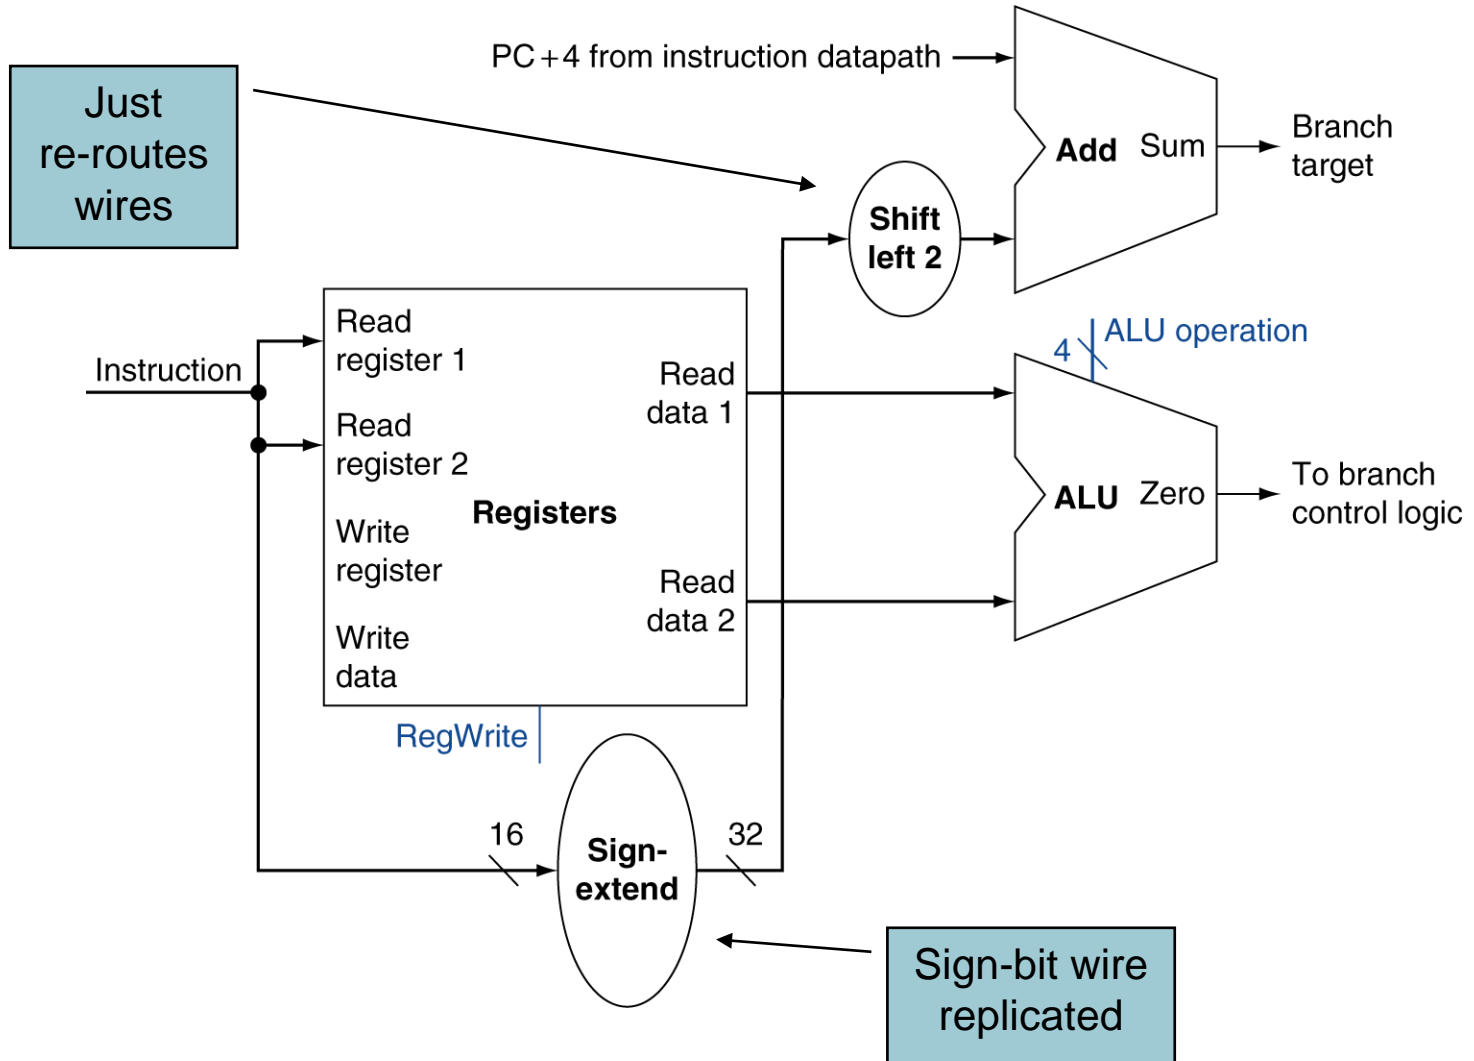 PC+4 from instruction datapath
Just
re-routes
wires
Add Sum
Branch
target
Shift
left 2
ALU operation
4
Instruction
Read
register 1
Read
data 1
Read
register 2
Registers
Write
register
Read
data 2
Write
data
ALU Zero
To branch
control logic
RegWrite
16
Sign-
extend
32
Sign-bit wire
replicated